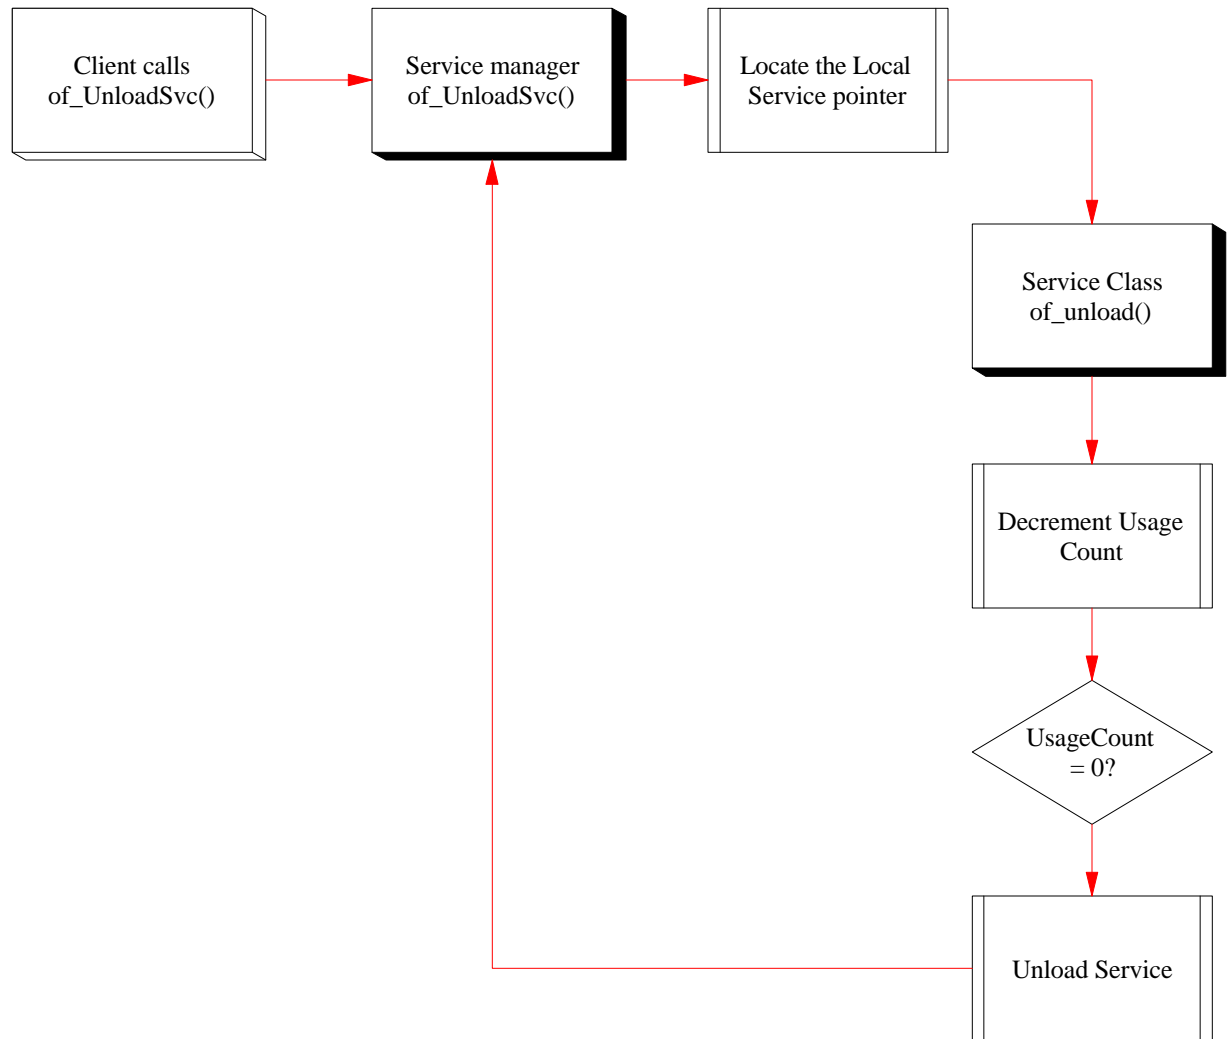 Client calls
of_UnloadSvc()
Service manager
of_UnloadSvc()
Locate the Local
Service pointer
Service Class
of_unload()
Decrement Usage
Count
UsageCount
= 0?
Unload Service